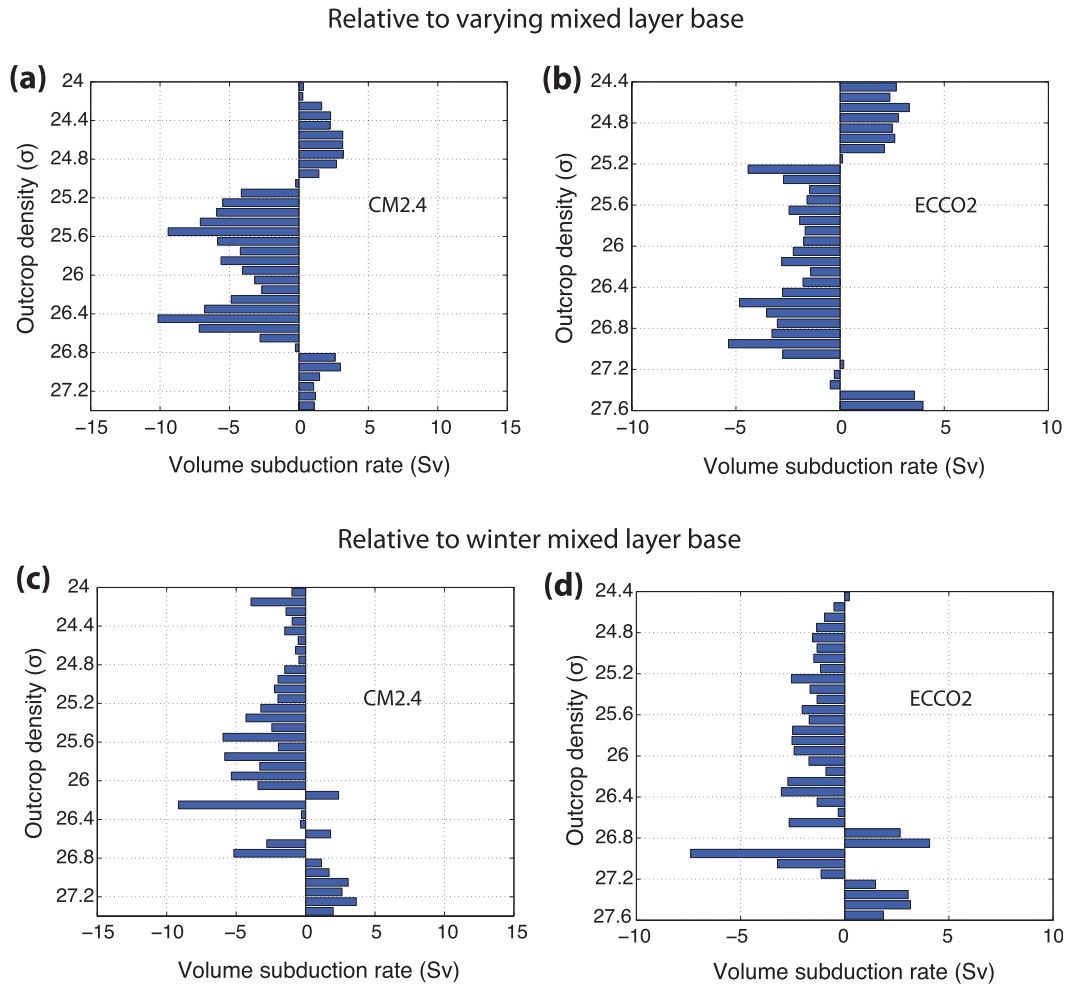 Relative to varying mixed layer base
(a)
24
24.4
24.8
25.2
25.6
26
26.4
26.8
27.2
Outcrop density (σ)
CM2.4
−15 −10 −5 0 5 10 15
Volume subduction rate (Sv)
(b)
24.4
24.8
25.2
25.6
26
26.4
26.8
27.2
27.6
Outcrop density (σ)
ECCO2
−10 −5 0 5 10
Volume subduction rate (Sv)
Relative to winter mixed layer base
(c)
24
24.4
24.8
25.2
25.6
26
26.4
26.8
27.2
Outcrop density (σ)
CM2.4
−15 −10 −5 0 5 10 15
Volume subduction rate (Sv)
(d)
24.4
24.8
25.2
25.6
26
26.4
26.8
27.2
27.6
Outcrop density (σ)
ECCO2
−10 −5 0 5 10
Volume subduction rate (Sv)